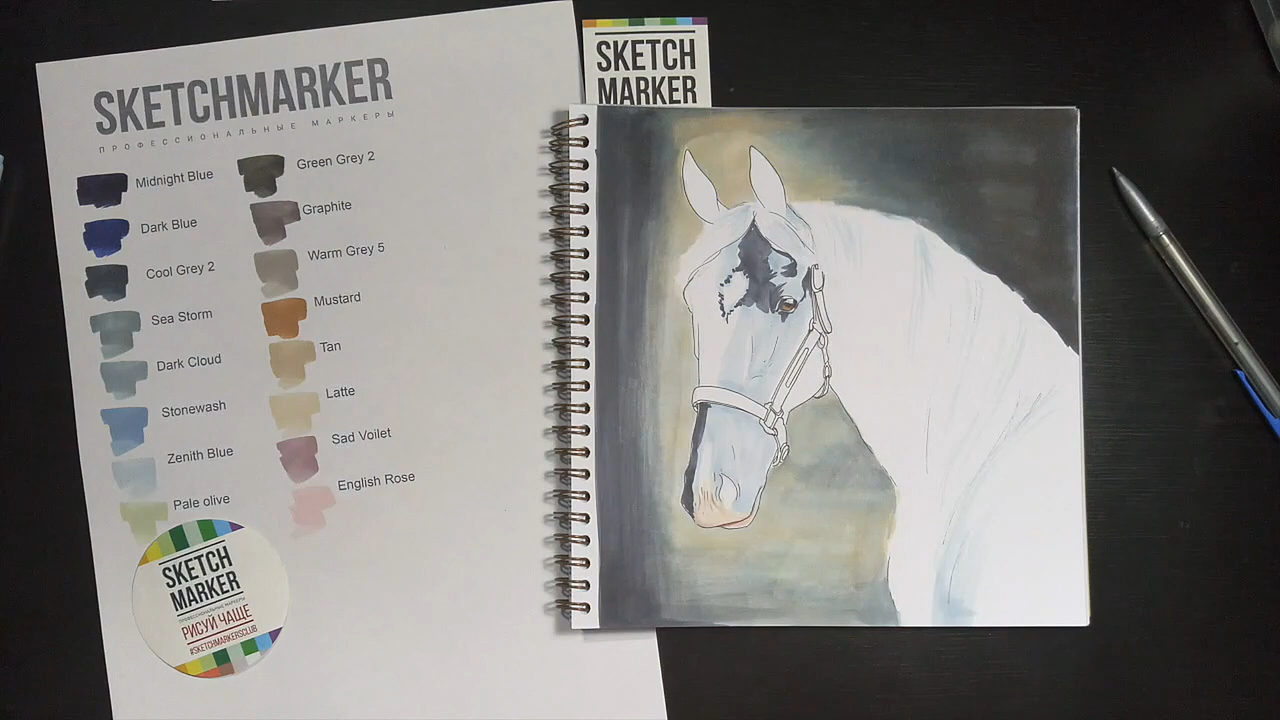 SKETCHMARKER
ПРОФЕССИОНАЛЬНЫЕ МАРКЕРЫ
Midnight Blue
Dark Blue
Cool Grey 2
Sea Storm
Dark Cloud
Stonewash
Zenith Blue
Pale olive
Green Grey 2
Graphite
Warm Grey 5
Mustard
Tan
Latte
Sad Voilet
English Rose
SKETCH
MARKER
ПРОФЕССИОНАЛЬНЫЕ МАРКЕРЫ
РИСУЙ ЧАЩЕ
#SKETCHMARKERSCLUB
SKETCH
MARKER